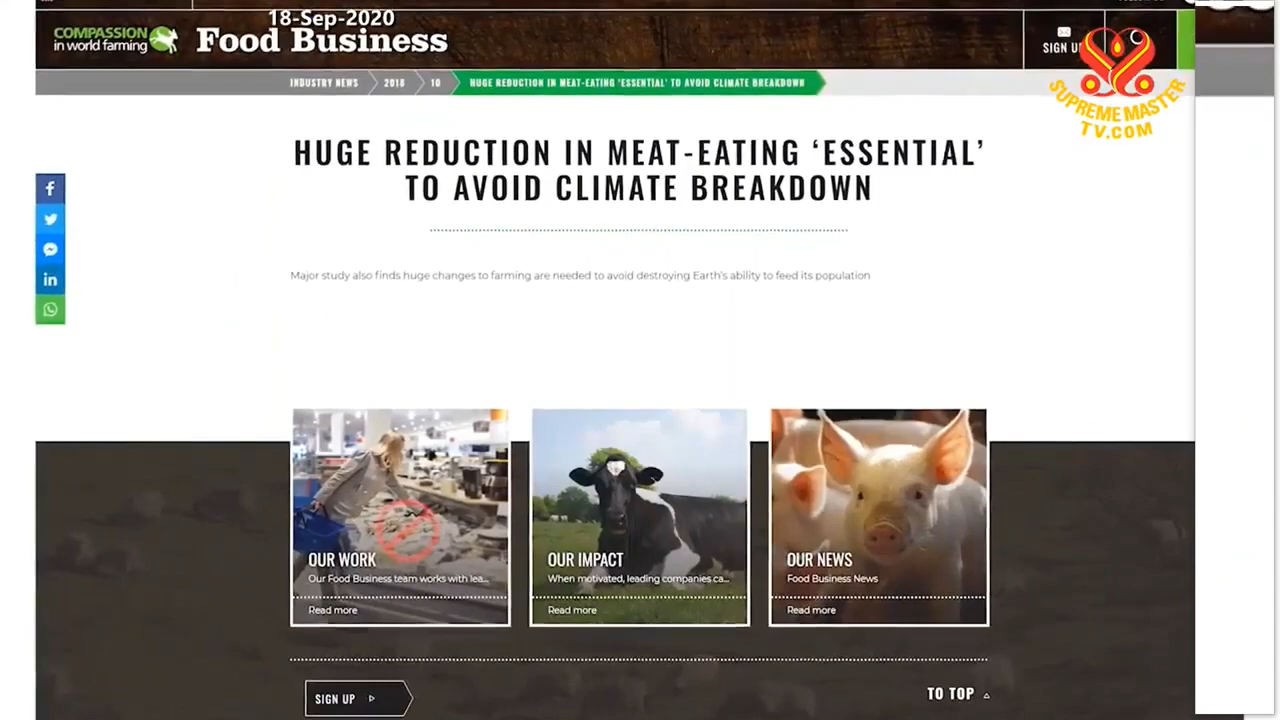 18-Sep-2020
COMPASSION
in world farming
Food Business
SIGN U
SUPREME MASTER
TV.COM
INDUSTRY NEWS
2018
10
HUGE REDUCTION IN MEAT-EATING 'ESSENTIAL' TO AVOID CLIMATE BREAKDOWN
HUGE REDUCTION IN MEAT-EATING ‘ESSENTIAL’
TO AVOID CLIMATE BREAKDOWN
Major study also finds huge changes to farming are needed to avoid destroying Earth's ability to feed its population
OUR WORK
Our Food Business team works with lea...
Read more
OUR IMPACT
When motivated, leading companies ca...
Read more
OUR NEWS
Food Business News
Read more
SIGN UP
TO TOP